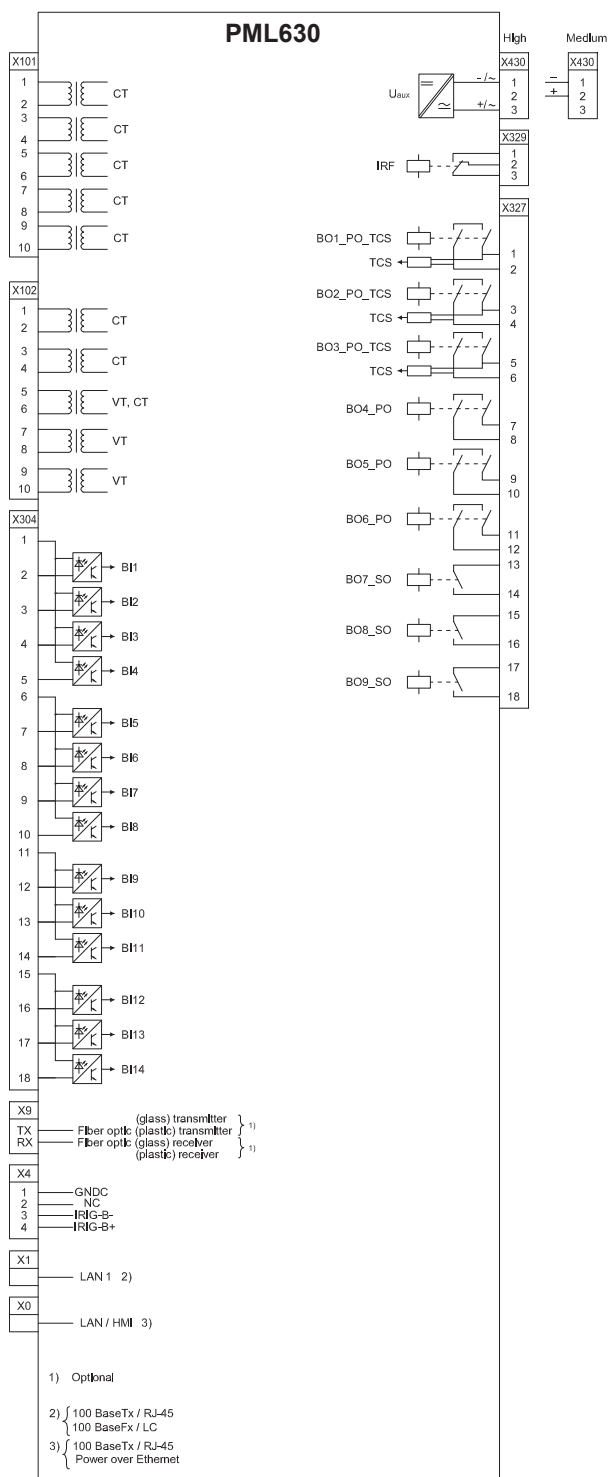 PML630
High
Medium
X101
1
2
CT
3
4
CT
5
6
CT
7
8
CT
9
10
CT
X102
1
2
CT
3
4
CT
5
6
VT, CT
7
8
VT
9
10
VT
X304
1
2
BI1
3
BI2
4
BI3
5
BI4
6
7
BI5
8
BI6
9
BI7
10
BI8
11
12
BI9
13
BI10
14
BI11
15
16
BI12
17
BI13
18
BI14
X9
(glass) transmitter
TX Fiber optic (plastic) transmitter 1)
RX Fiber optic (glass) receiver 1)
(plastic) receiver
X4
1 GNDC
2 NC
3 IRIG-B-
4 IRIG-B+
X1
LAN 1 2)
X0
LAN / HMI 3)
X430
Uaux
- /~ 1
2
+/~ 3
X430
- 1
+ 2
3
X329
IRF
1
2
3
X327
BO1_PO_TCS
1
TCS
2
BO2_PO_TCS
3
TCS
4
BO3_PO_TCS
5
TCS
6
BO4_PO
7
8
BO5_PO
9
10
BO6_PO
11
12
13
BO7_SO
14
15
BO8_SO
16
17
BO9_SO
18
1) Optional
2) 100 BaseTx / RJ-45
100 BaseFx / LC
3) 100 BaseTx / RJ-45
Power over Ethernet